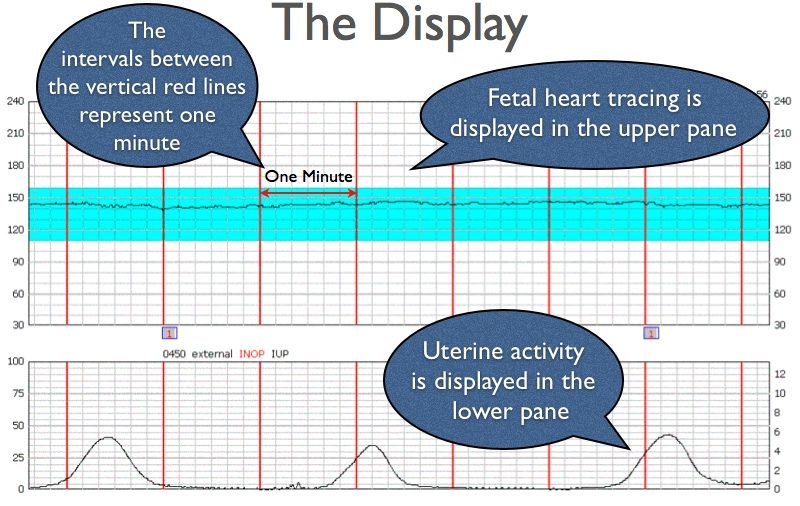 The Display
The
intervals between
the vertical red lines
represent one
minute
Fetal heart tracing is
displayed in the upper pane
One Minute
56
240
240
210
210
180
180
150
150
120
120
90
90
60
60
30
30
1
1
0450 external INOP IUP
Uterine activity
is displayed in the
lower pane
100
75
50
25
0
12
10
8
6
4
2
0